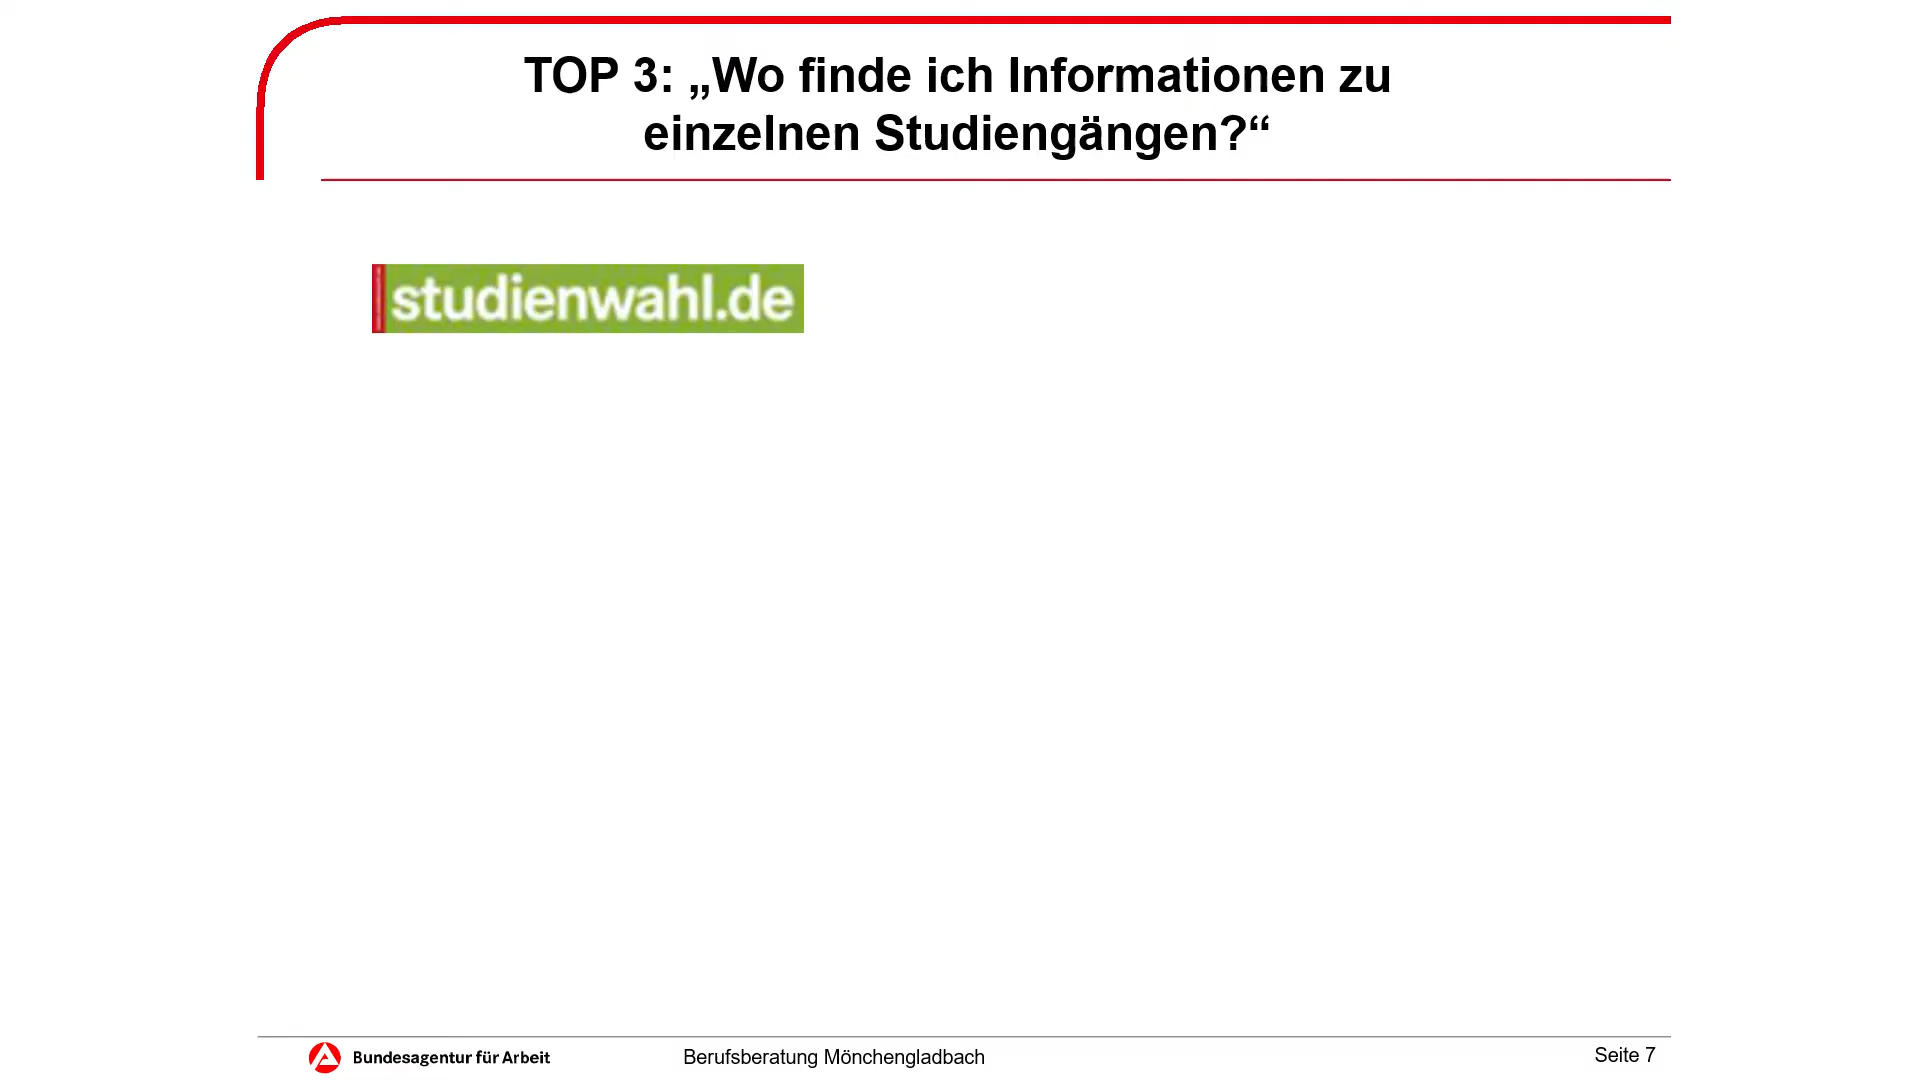 TOP 3: „Wo finde ich Informationen zu
einzelnen Studiengängen?“
studienwahl.de
Bundesagentur für Arbeit
Berufsberatung Mönchengladbach
Seite 7